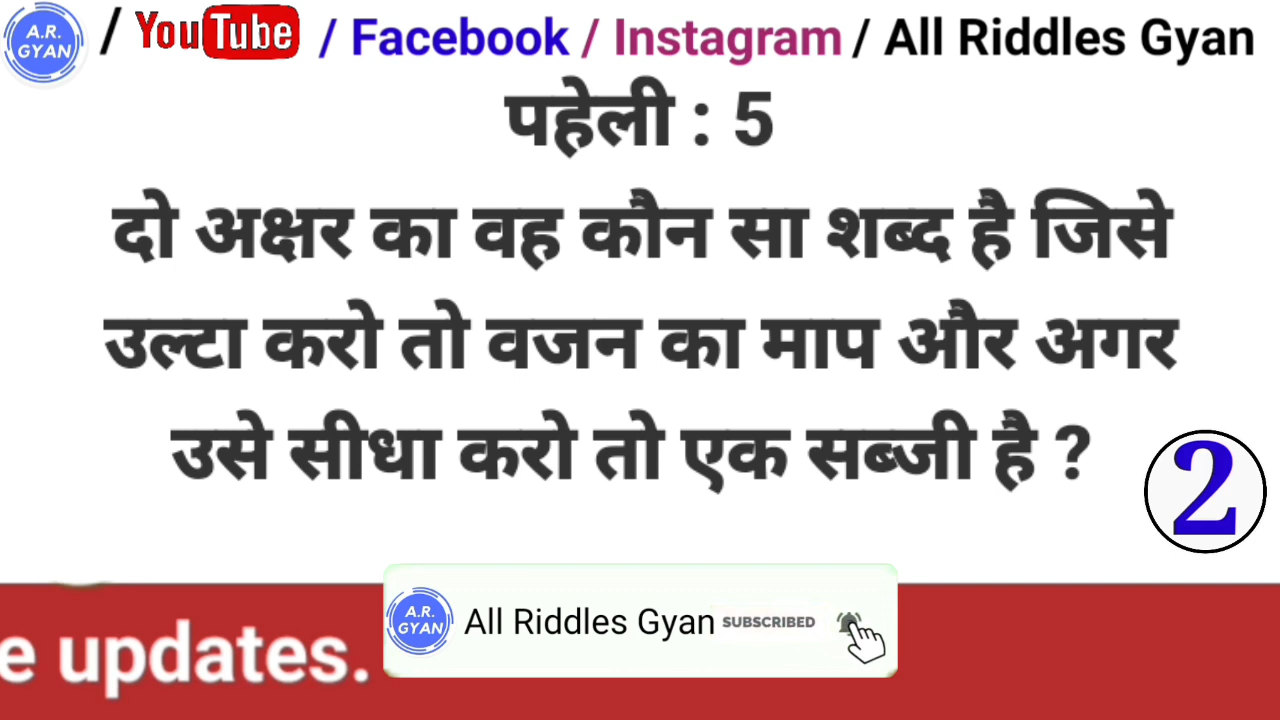 A.R. GYAN / YouTube / Facebook / Instagram / All Riddles Gyan
पहेली : 5
दो अक्षर का वह कौन सा शब्द है जिसे
उल्टा करो तो वजन का माप और अगर
उसे सीधा करो तो एक सब्जी है ?
2
A.R. GYAN All Riddles Gyan SUBSCRIBED
e updates.